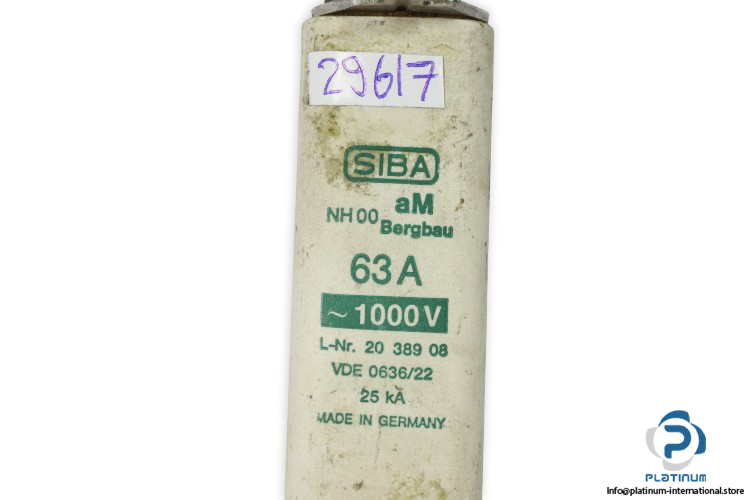 29617
SIBA
NH00 aM
Bergbau
63A
~ 1000 V
L-Nr. 20 389 08
VDE 0636/22
25 kA
MADE IN GERMANY
PLATINUM
Info@platinum-international.store